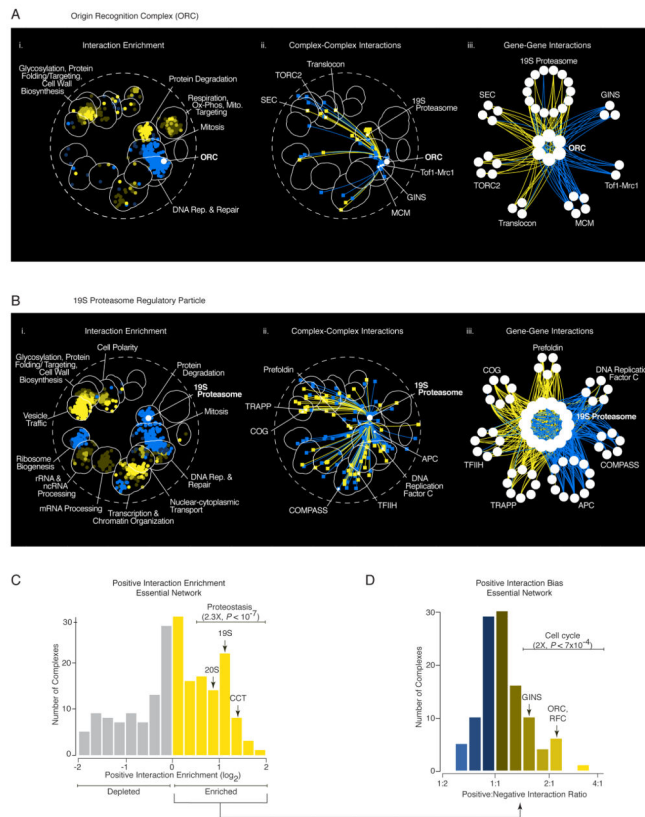 A
Origin Recognition Complex (ORC)
i.
Interaction Enrichment
Glycosylation, Protein
Folding/Targeting,
Cell Wall
Biosynthesis
Protein Degradation
Respiration,
Ox-Phos, Mito.
Targeting
Mitosis
ORC
DNA Rep. & Repair
ii.
Complex-Complex Interactions
Translocon
TORC2
SEC
19S
Proteasome
ORC
Tof1-Mrc1
GINS
MCM
iii.
Gene-Gene Interactions
19S Proteasome
SEC
GINS
ORC
TORC2
Tof1-Mrc1
Translocon
MCM
B
19S Proteasome Regulatory Particle
i.
Interaction Enrichment
Cell Polarity
Glycosylation, Protein
Folding/Targeting,
Cell Wall
Biosynthesis
Protein
Degradation
19S
Proteasome
Mitosis
Vesicle
Traffic
Ribosome
Biogenesis
rRNA &
ncRNA
Processing
mRNA Processing
Transcription &
Chromatin Organization
DNA Rep. &
Repair
Nuclear-cytoplasmic
Transport
ii.
Complex-Complex Interactions
Prefoldin
19S
Proteasome
TRAPP
COG
APC
DNA
Replication
Factor C
TFIIH
COMPASS
iii.
Gene-Gene Interactions
Prefoldin
COG
DNA Replication
Factor C
19S Proteasome
TFIIH
COMPASS
TRAPP
APC
C
Positive Interaction Enrichment
Essential Network
Proteostasis
(2.3X, P < 10-7)
19S
20S
CCT
Number of Complexes
30
20
10
0
-2
-1
0
1
2
Positive Interaction Enrichment (log2)
Depleted
Enriched
D
Positive Interaction Bias
Essential Network
Cell cycle
(2X, P < 7x10-4)
GINS
ORC,
RFC
Number of Complexes
30
20
10
0
1:2
1:1
2:1
4:1
Positive:Negative Interaction Ratio